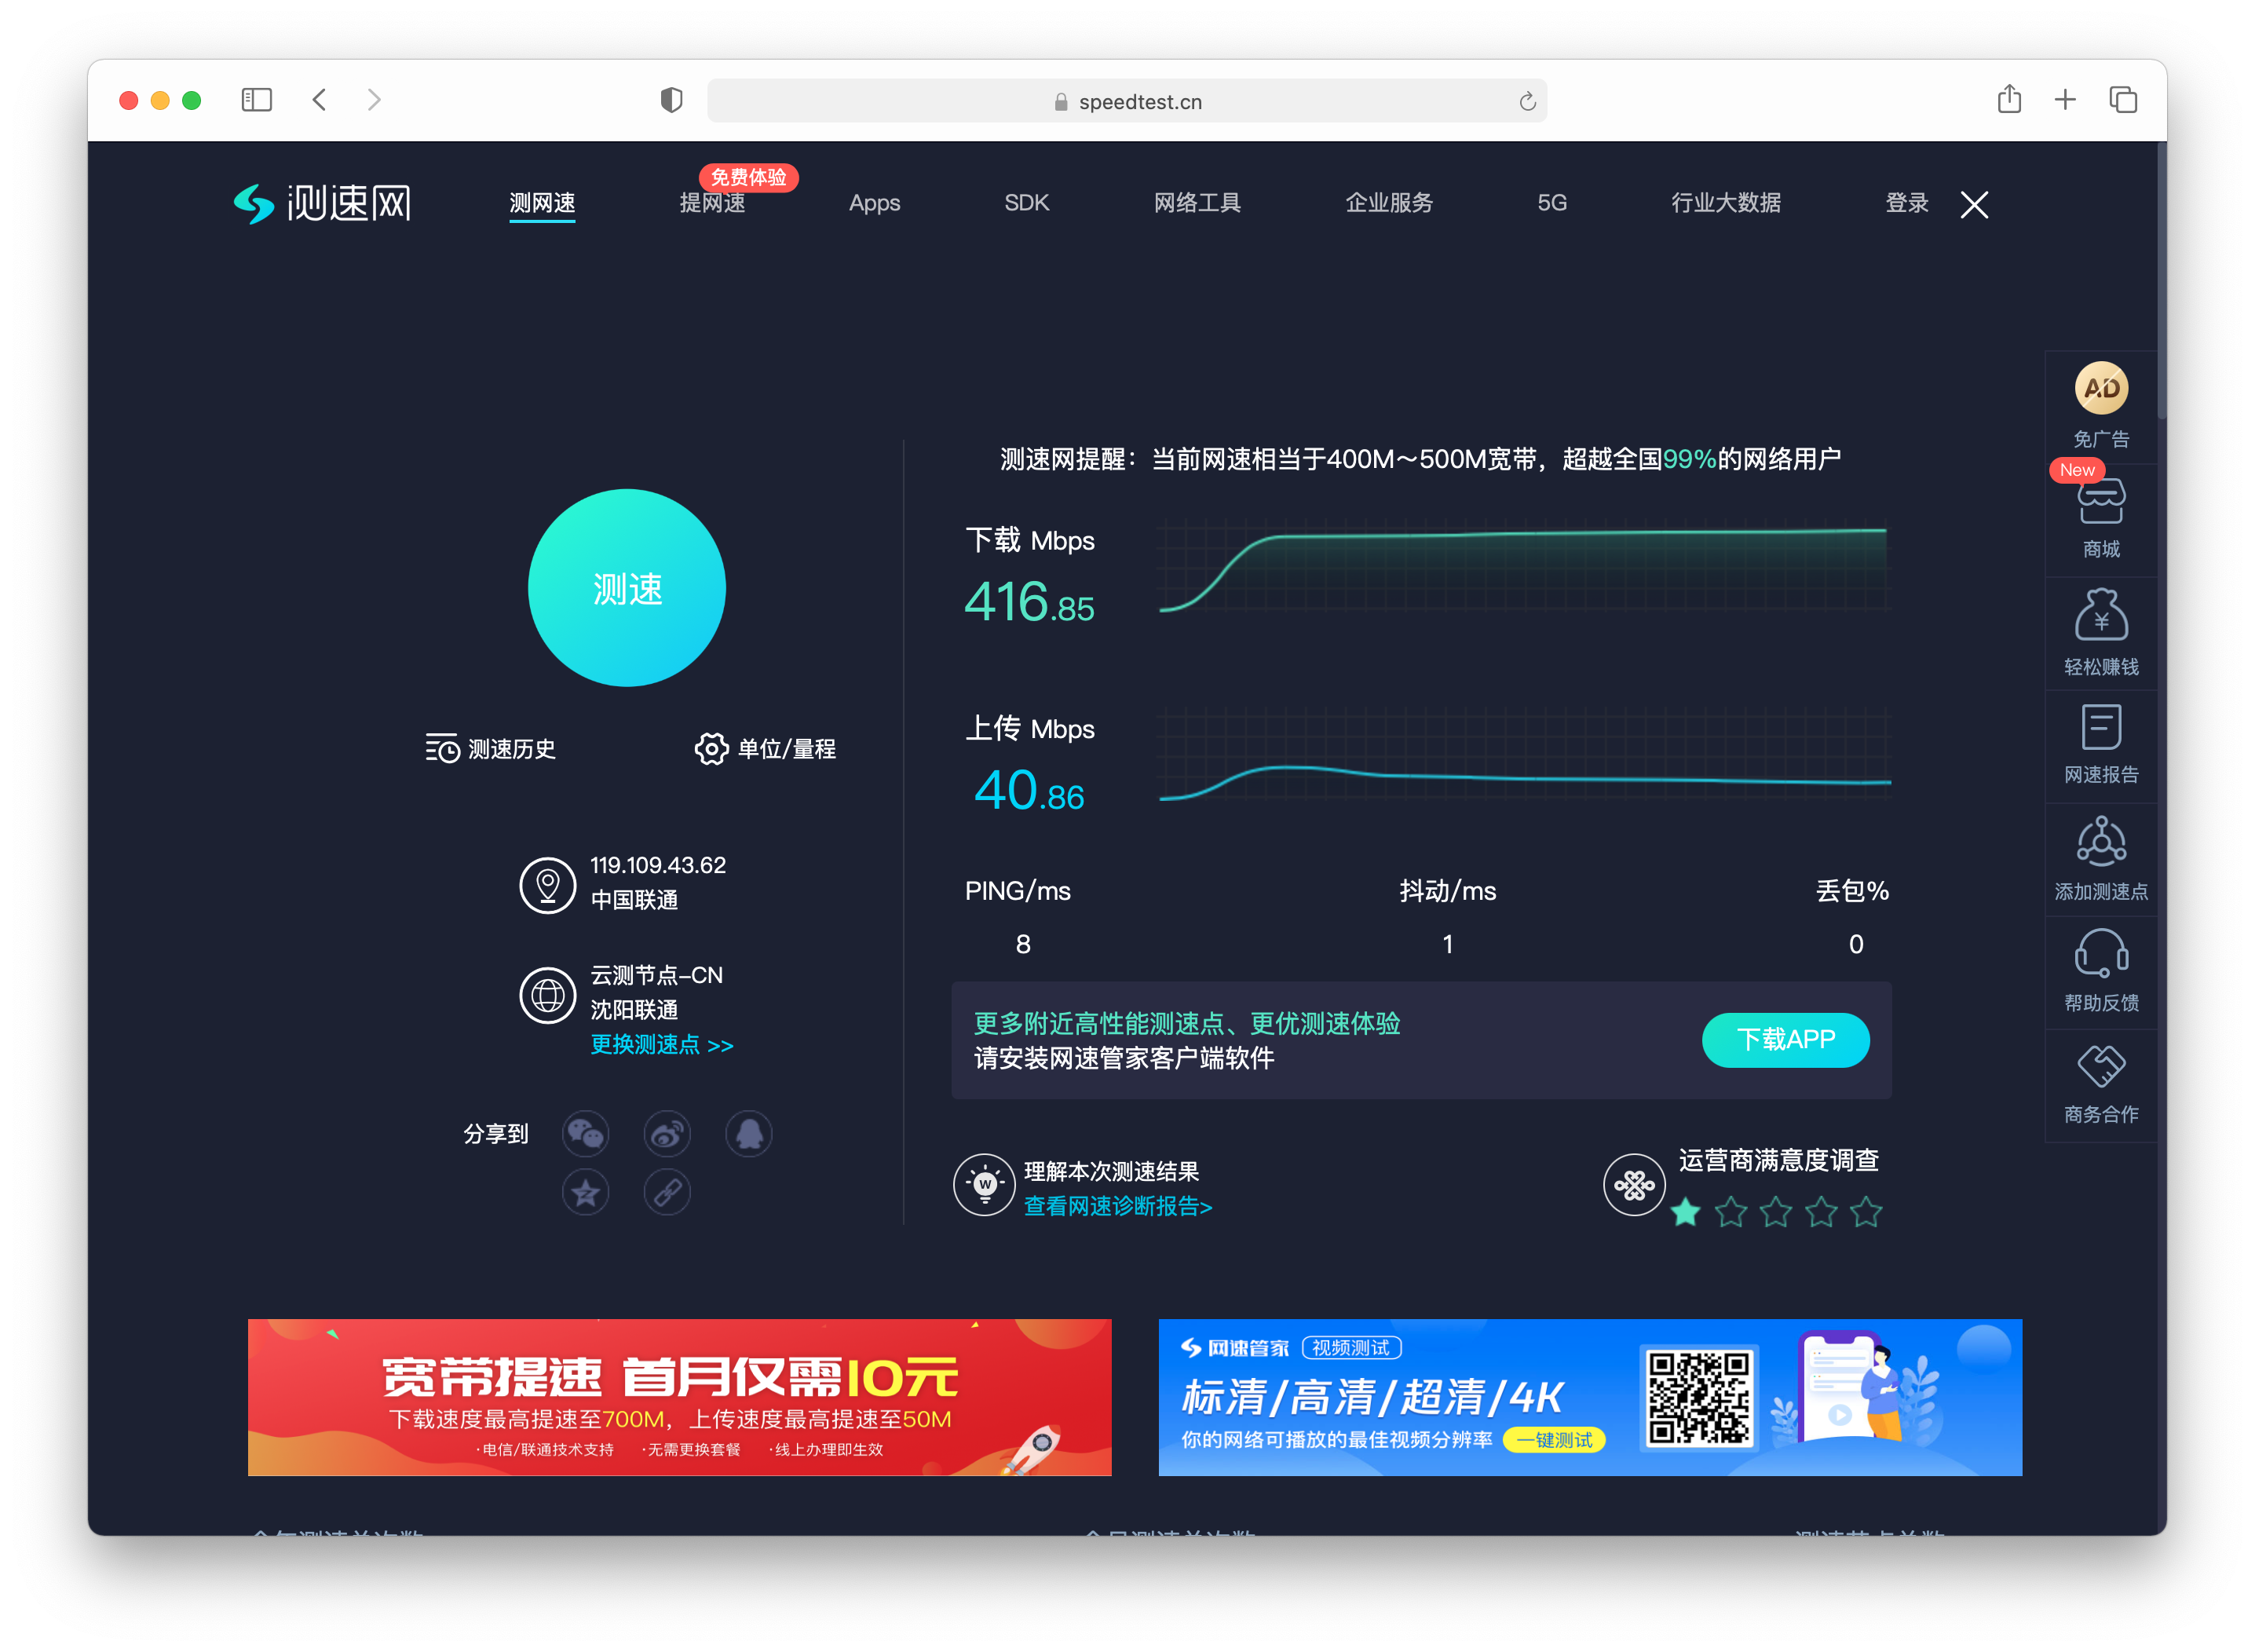 speedtest.cn
测速网
测网速
提网速
免费体验
Apps
SDK
网络工具
企业服务
5G
行业大数据
登录
测速
测速历史
单位/量程
119.109.43.62
中国联通
云测节点-CN
沈阳联通
更换测速点 >>
分享到
测速网提醒：当前网速相当于400M～500M宽带，超越全国99%的网络用户
下载 Mbps
416.85
上传 Mbps
40.86
PING/ms
抖动/ms
丢包%
8
1
0
更多附近高性能测速点、更优测速体验
请安装网速管家客户端软件
下载APP
W
理解本次测速结果
查看网速诊断报告>
运营商满意度调查
AD
免广告
New
商城
¥
轻松赚钱
网速报告
添加测速点
帮助反馈
商务合作
宽带提速 首月仅需10元
下载速度最高提速至700M，上传速度最高提速至50M
·电信/联通技术支持 ·无需更换套餐 ·线上办理即生效
网速管家 视频测试
标清/高清/超清/4K
你的网络可播放的最佳视频分辨率 一键测试